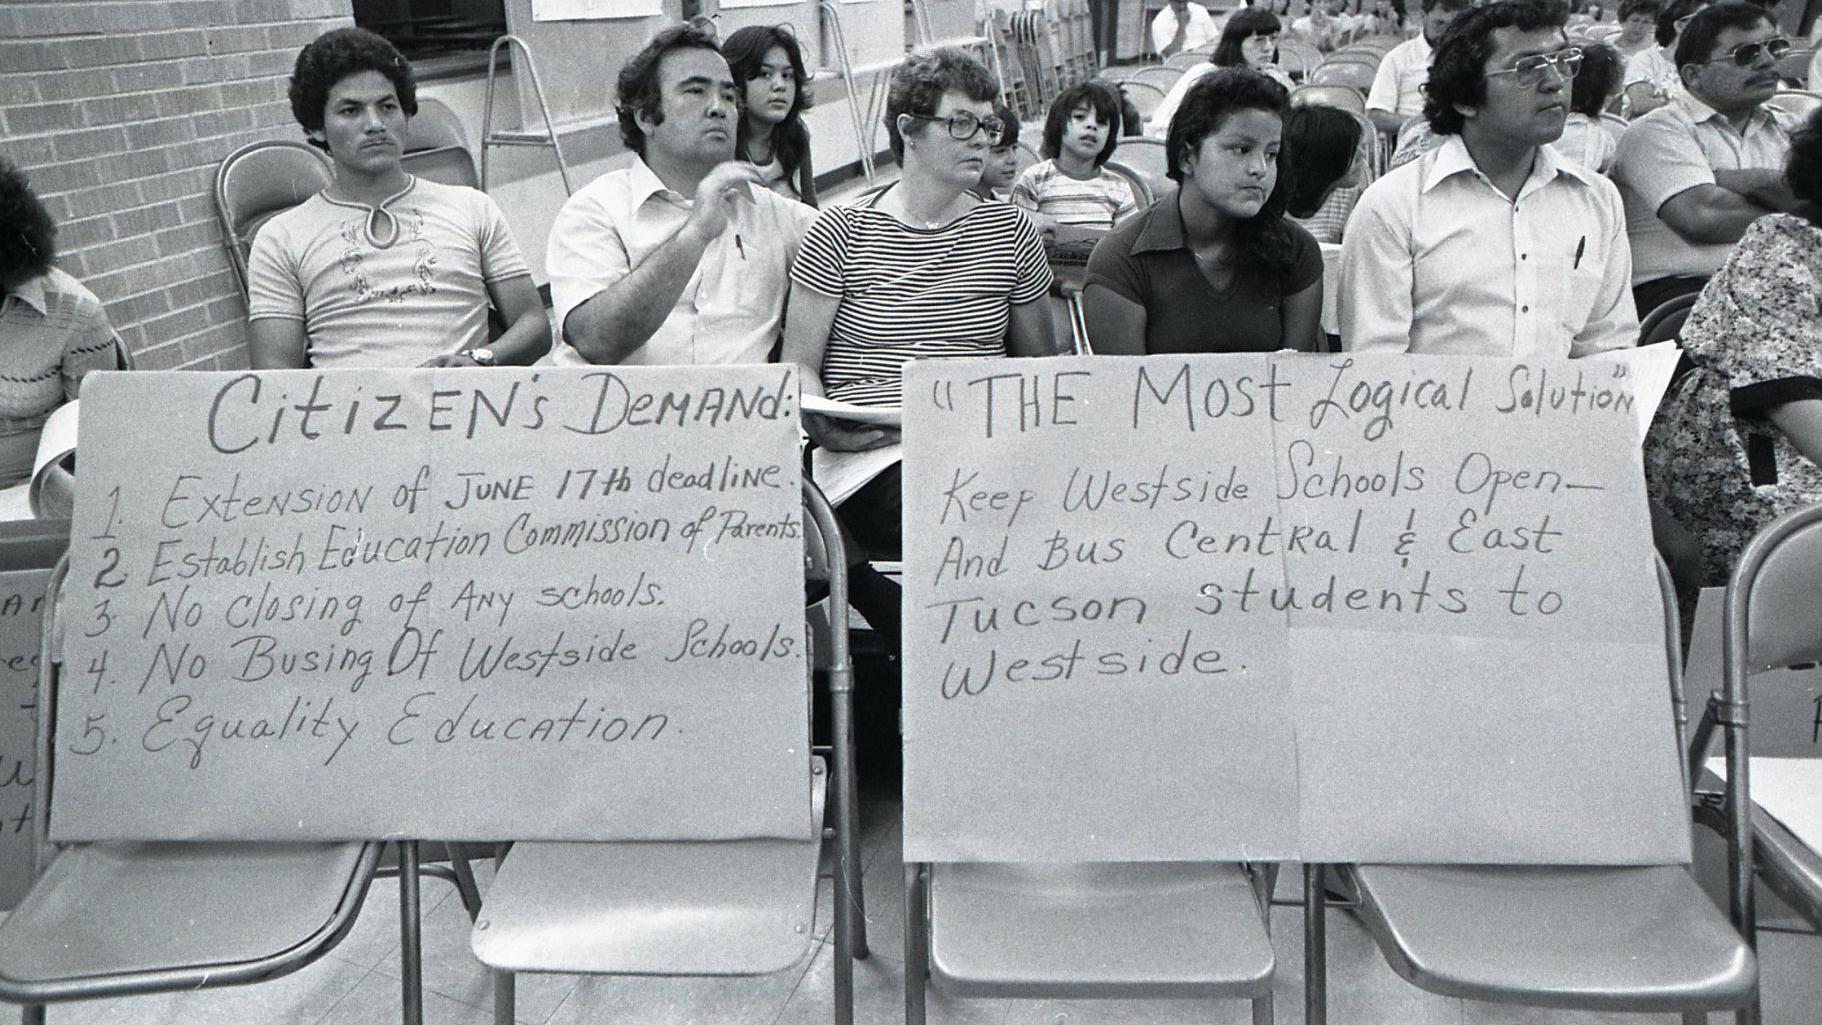 Citizen's Demand:
1. Extension of June 17th deadline.
2. Establish Education Commission of Parents.
3. No closing of Any schools.
4. No Busing Of Westside Schools.
5. Equality Education.
"THE Most Logical Solution"
Keep Westside Schools Open—
And Bus Central & East
Tucson students to
Westside.